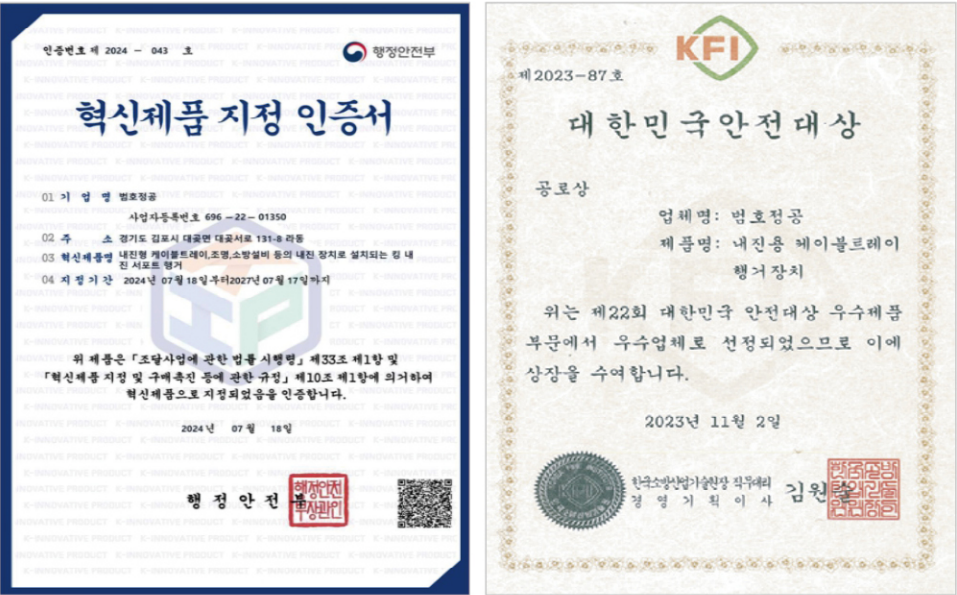 인증번호 제 2024 - 043 호
행정안전부
혁신제품 지정 인증서
01 기 업 명 범호정공
사업자등록번호 696-22-01350
02 주 소 경기도 김포시 대곶면 대곶서로 131-8 라동
03 혁신제품명 내진형 케이블트레이,조명,소방설비 등의 내진 장치로 설치되는 킹 내
진 서포트 행거
04 지정기간 2024년 07월 18일부터2027년 07월 17일까지
위 제품은 「조달사업에 관한 법률 시행령」 제33조 제1항 및
「혁신제품 지정 및 구매촉진 등에 관한 규정」 제10조 제1항에 의거하여
혁신제품으로 지정되었음을 인증합니다.
2024년 07월 18일
행 정 안 전 부
행정안전
부장관인
KFI
제2023-87호
대한민국안전대상
공로상
업체명: 범호정공
제품명: 내진용 케이블트레이
행거장치
위는 제22회 대한민국 안전대상 우수제품
부문에서 우수업체로 선정되었으므로 이에
상장을 수여합니다.
2023년 11월 2일
한국소방산업기술원장 직무대리
경 영 기 획 이 사 김원술